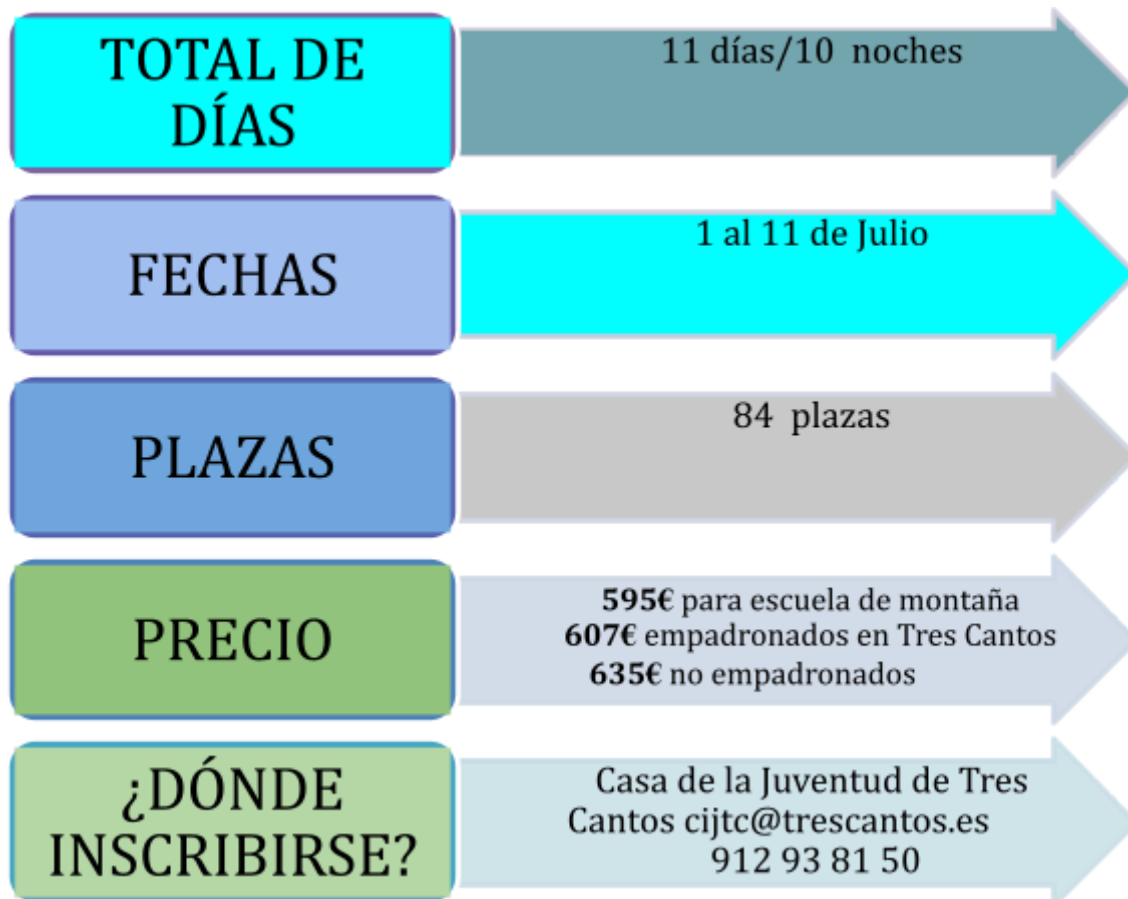 TOTAL DE
DÍAS
11 días/10 noches
FECHAS
1 al 11 de Julio
PLAZAS
84 plazas
PRECIO
595€ para escuela de montaña
607€ empadronados en Tres Cantos
635€ no empadronados
¿DÓNDE
INSCRIBIRSE?
Casa de la Juventud de Tres
Cantos cijtc@trescantos.es
912 93 81 50